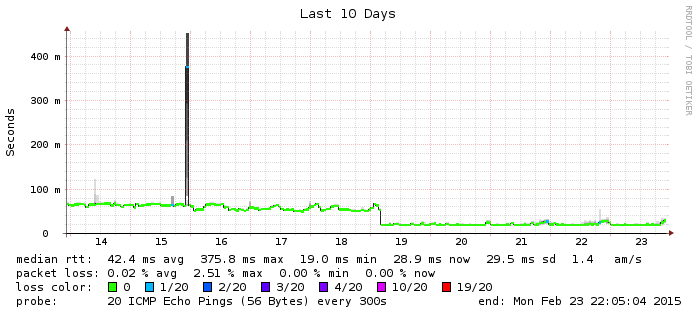 Last 10 Days
RRDTOOL / TOBI OETIKER
Seconds
400 m
300 m
200 m
100 m
0
14 15 16 17 18 19 20 21 22 23
median rtt: 42.4 ms avg 375.8 ms max 19.0 ms min 28.9 ms now 29.5 ms sd 1.4 am/s
packet loss: 0.02 % avg 2.51 % max 0.00 % min 0.00 % now
loss color: 0 1/20 2/20 3/20 4/20 10/20 19/20
probe: 20 ICMP Echo Pings (56 Bytes) every 300s end: Mon Feb 23 22:05:04 2015